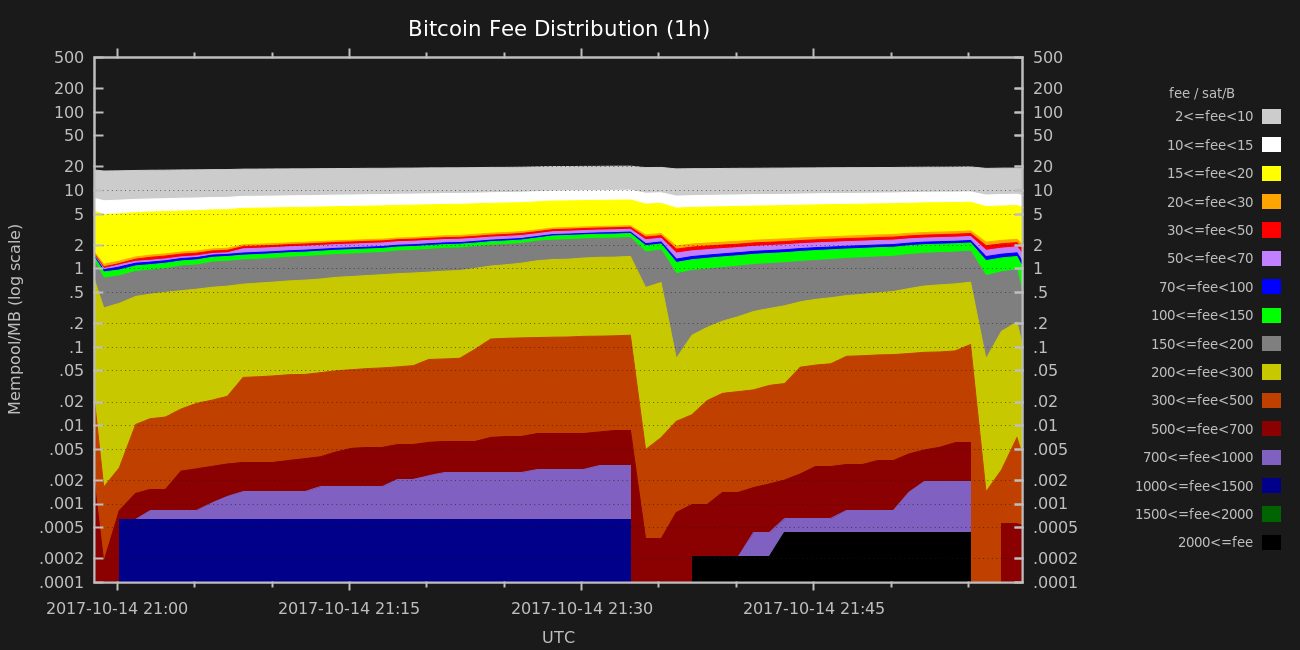 Bitcoin Fee Distribution (1h)
Mempool/MB (log scale)
500
200
100
50
20
10
5
2
1
.5
.2
.1
.05
.02
.01
.005
.002
.001
.0005
.0002
.0001
500
200
100
50
20
10
5
2
1
.5
.2
.1
.05
.02
.01
.005
.002
.001
.0005
.0002
.0001
2017-10-14 21:00 2017-10-14 21:15 2017-10-14 21:30 2017-10-14 21:45
UTC
fee / sat/B
2<=fee<10
10<=fee<15
15<=fee<20
20<=fee<30
30<=fee<50
50<=fee<70
70<=fee<100
100<=fee<150
150<=fee<200
200<=fee<300
300<=fee<500
500<=fee<700
700<=fee<1000
1000<=fee<1500
1500<=fee<2000
2000<=fee